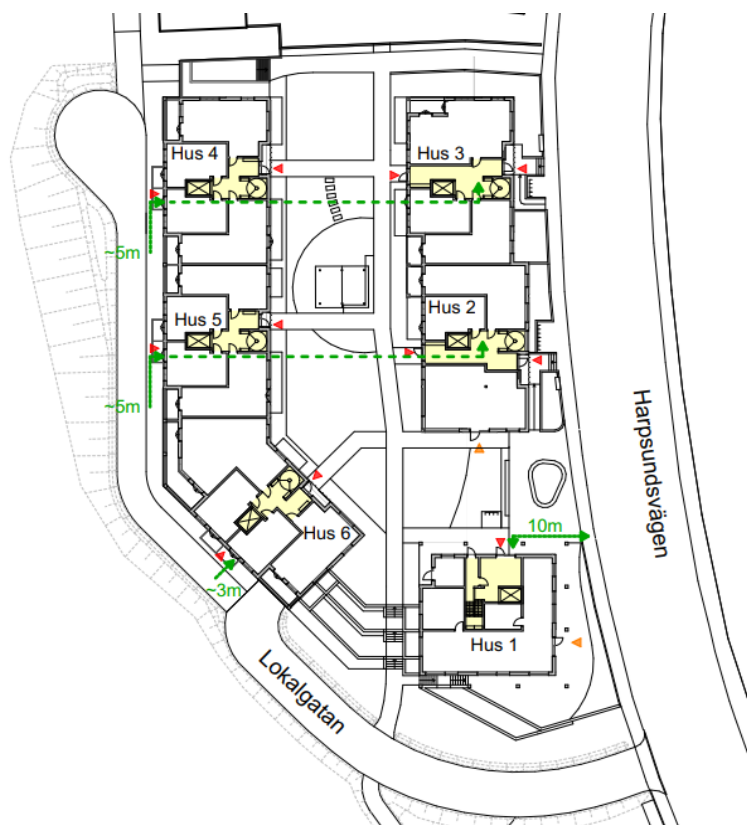 Hus 4
Hus 3
~5m
Hus 5
Hus 2
~5m
Harpsundsvägen
10m
Hus 6
~3m
Hus 1
Lokalgatan